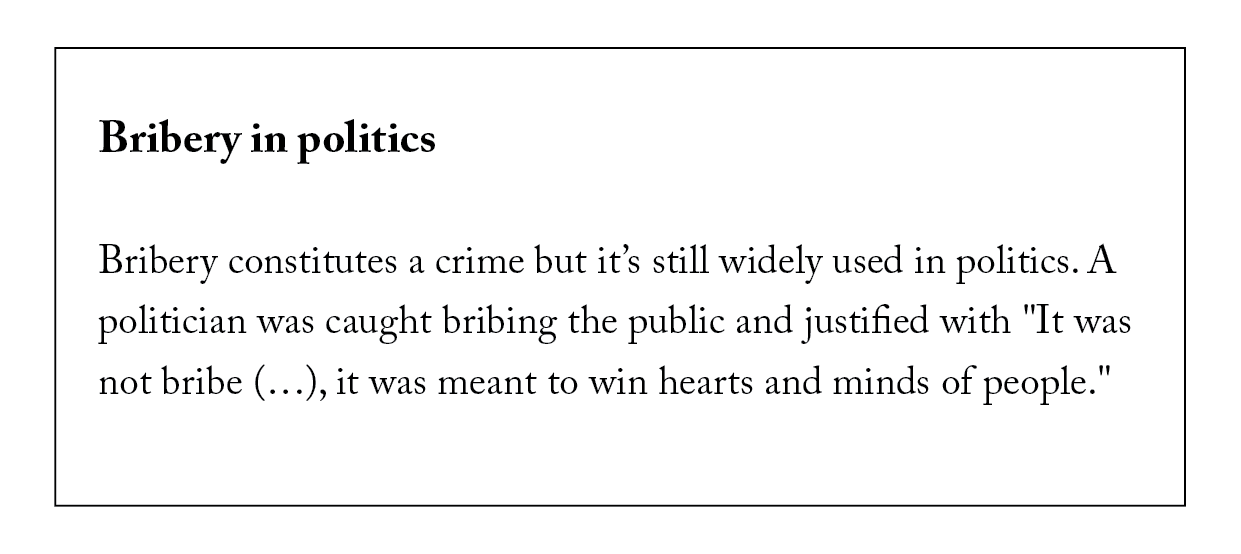 Bribery in politics
Bribery constitutes a crime but it’s still widely used in politics. A
politician was caught bribing the public and justified with "It was
not bribe (…), it was meant to win hearts and minds of people."